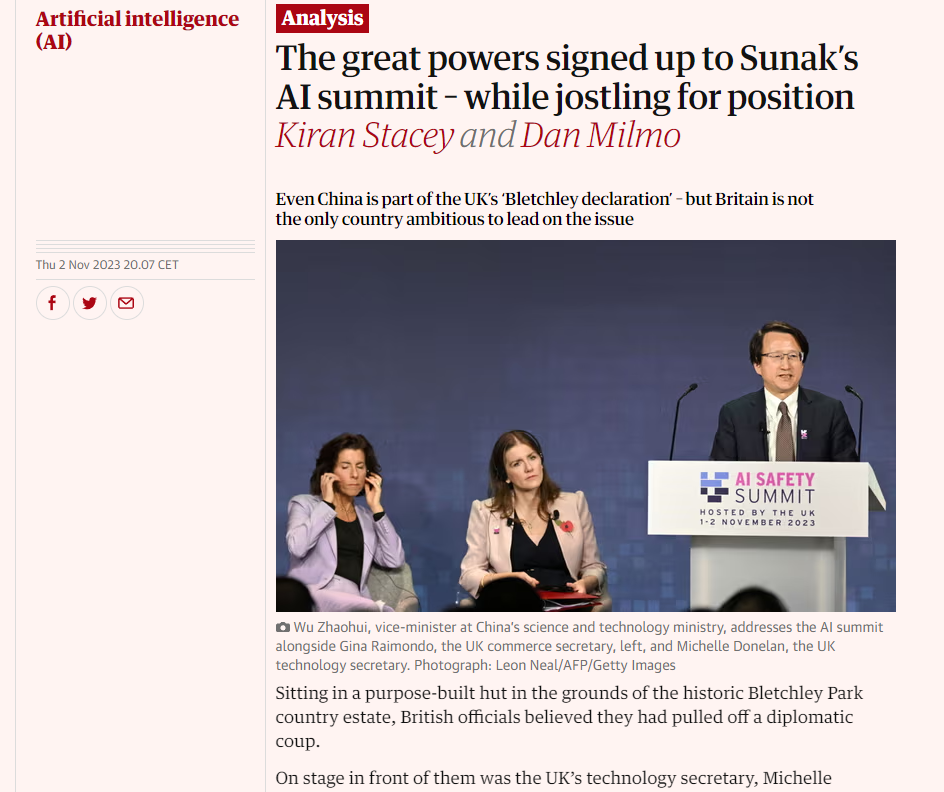 Artificial intelligence
(AI)
Analysis
The great powers signed up to Sunak’s
AI summit – while jostling for position
Kiran Stacey and Dan Milmo
Even China is part of the UK’s ‘Bletchley declaration’ – but Britain is not
the only country ambitious to lead on the issue
Thu 2 Nov 2023 20.07 CET
AI SAFETY
SUMMIT
HOSTED BY THE UK
1-2 NOVEMBER 2023
Wu Zhaohui, vice-minister at China’s science and technology ministry, addresses the AI summit
alongside Gina Raimondo, the UK commerce secretary, left, and Michelle Donelan, the UK
technology secretary. Photograph: Leon Neal/AFP/Getty Images
Sitting in a purpose-built hut in the grounds of the historic Bletchley Park
country estate, British officials believed they had pulled off a diplomatic
coup.
On stage in front of them was the UK’s technology secretary, Michelle